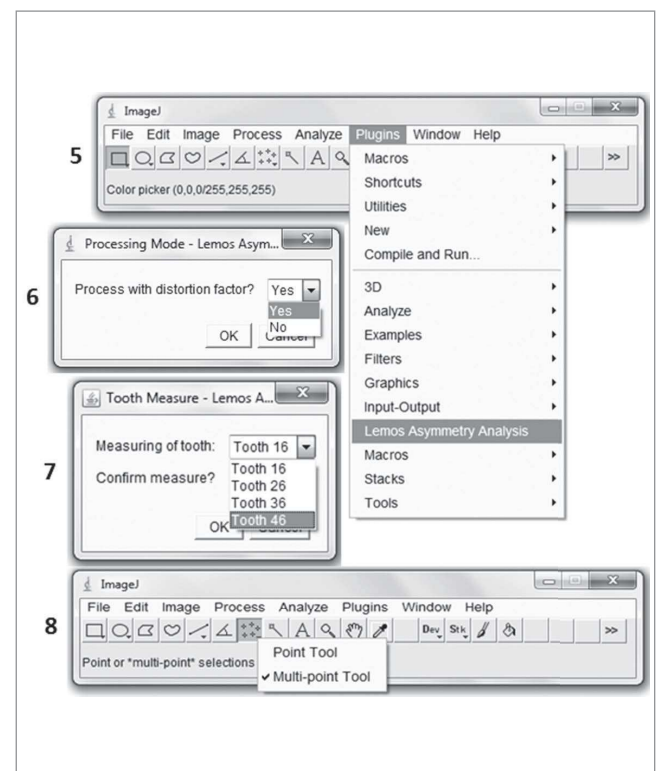 5
ImageJ
File Edit Image Process Analyze Plugins Window Help
Color picker (0,0,0/255,255,255)
Macros
Shortcuts
Utilities
New
Compile and Run...
3D
Analyze
Examples
Filters
Graphics
Input-Output
Lemos Asymmetry Analysis
Macros
Stacks
Tools
6
Processing Mode - Lemos Asym...
Process with distortion factor? Yes
Yes
No
OK Cancel
7
Tooth Measure - Lemos A...
Measuring of tooth: Tooth 16
Confirm measure?
Tooth 16
Tooth 26
Tooth 36
Tooth 46
OK
8
ImageJ
File Edit Image Process Analyze Plugins Window Help
A Dev Stk >>
Point or *multi-point* selections
Point Tool
Multi-point Tool